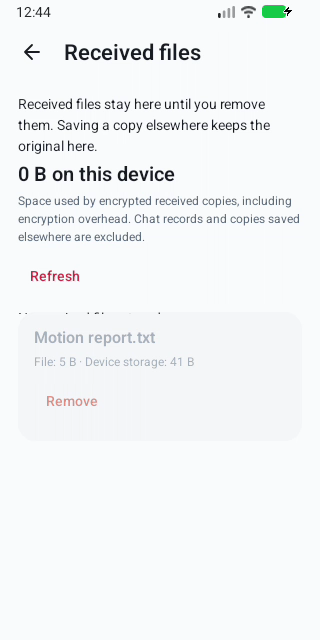 12:44
Received files
Received files stay here until you remove
them. Saving a copy elsewhere keeps the
original here.
0 B on this device
Space used by encrypted received copies, including
encryption overhead. Chat records and copies saved
elsewhere are excluded.
Refresh
Motion report.txt
File: 5 B · Device storage: 41 B
Remove